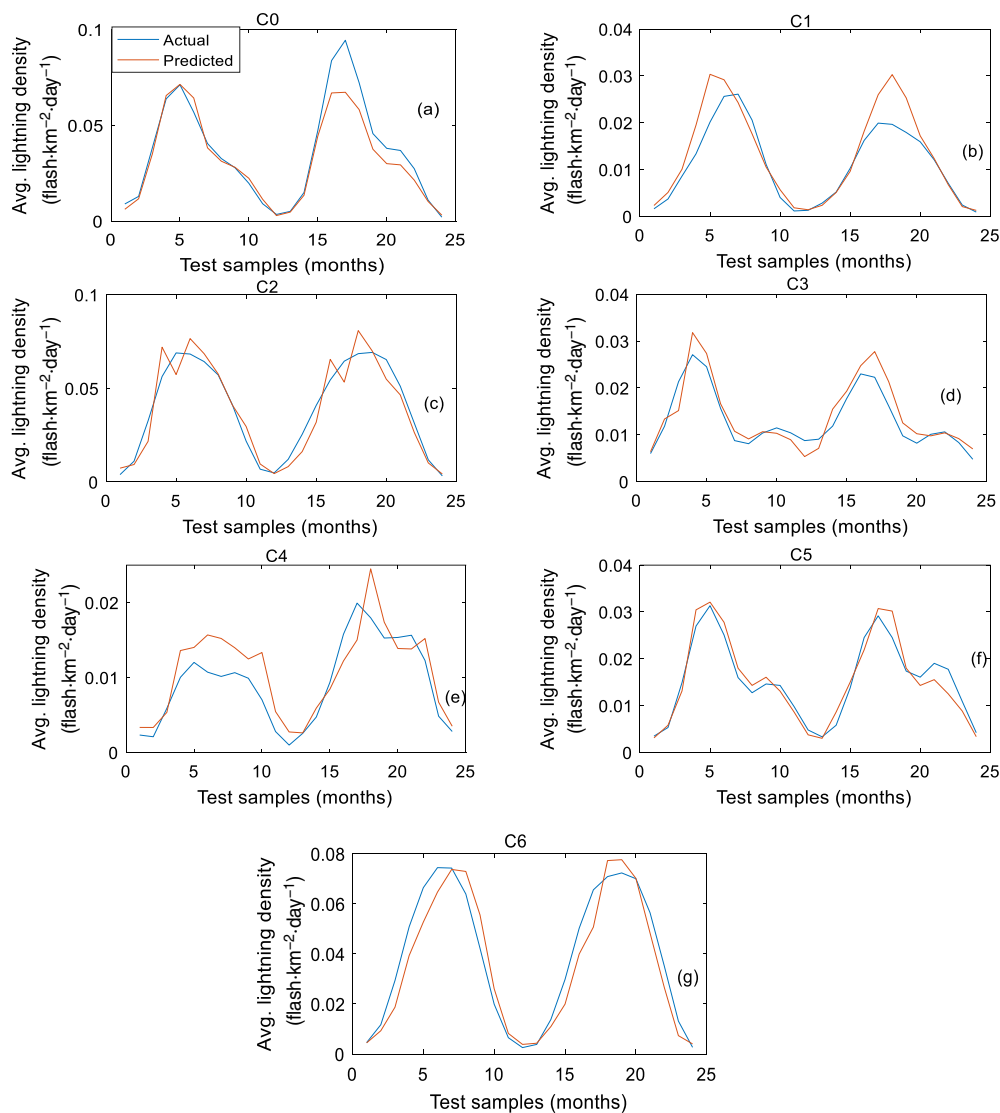 C0
Actual
Predicted
(a)
Avg. lightning density
(flash·km−2·day−1)
0.1
0.05
0
0 5 10 15 20 25
Test samples (months)
C1
(b)
Avg. lightning density
(flash·km−2·day−1)
0.04
0.03
0.02
0.01
0
0 5 10 15 20 25
Test samples (months)
C2
(c)
Avg. lightning density
(flash·km−2·day−1)
0.1
0.05
0
0 5 10 15 20 25
Test samples (months)
C3
(d)
Avg. lightning density
(flash·km−2·day−1)
0.04
0.03
0.02
0.01
0
0 5 10 15 20 25
Test samples (months)
C4
(e)
Avg. lightning density
(flash·km−2·day−1)
0.02
0.01
0
0 5 10 15 20 25
Test samples (months)
C5
(f)
Avg. lightning density
(flash·km−2·day−1)
0.04
0.03
0.02
0.01
0
0 5 10 15 20 25
Test samples (months)
C6
(g)
Avg. lightning density
(flash·km−2·day−1)
0.08
0.06
0.04
0.02
0
0 5 10 15 20 25
Test samples (months)